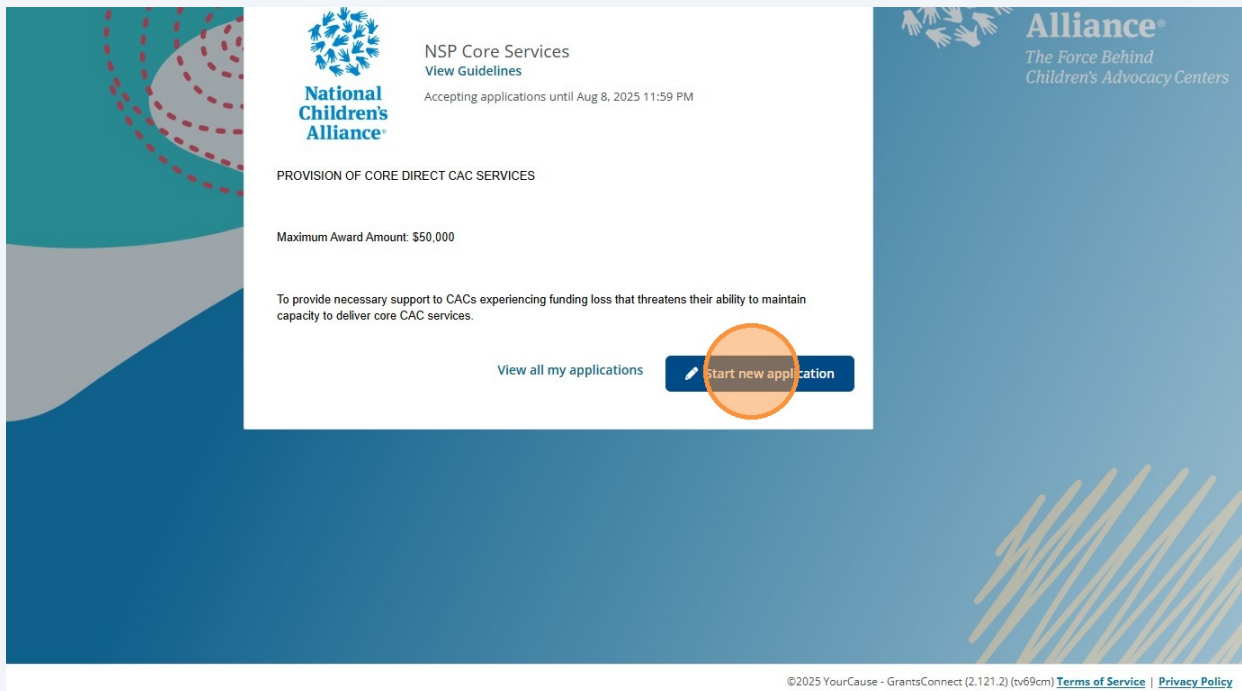 Alliance®
The Force Behind
Children's Advocacy Centers
National
Children's
Alliance®
NSP Core Services
View Guidelines
Accepting applications until Aug 8, 2025 11:59 PM
PROVISION OF CORE DIRECT CAC SERVICES
Maximum Award Amount: $50,000
To provide necessary support to CACs experiencing funding loss that threatens their ability to maintain
capacity to deliver core CAC services.
View all my applications
Start new application
©2025 YourCause - GrantsConnect (2.121.2) (tv69cm) Terms of Service | Privacy Policy